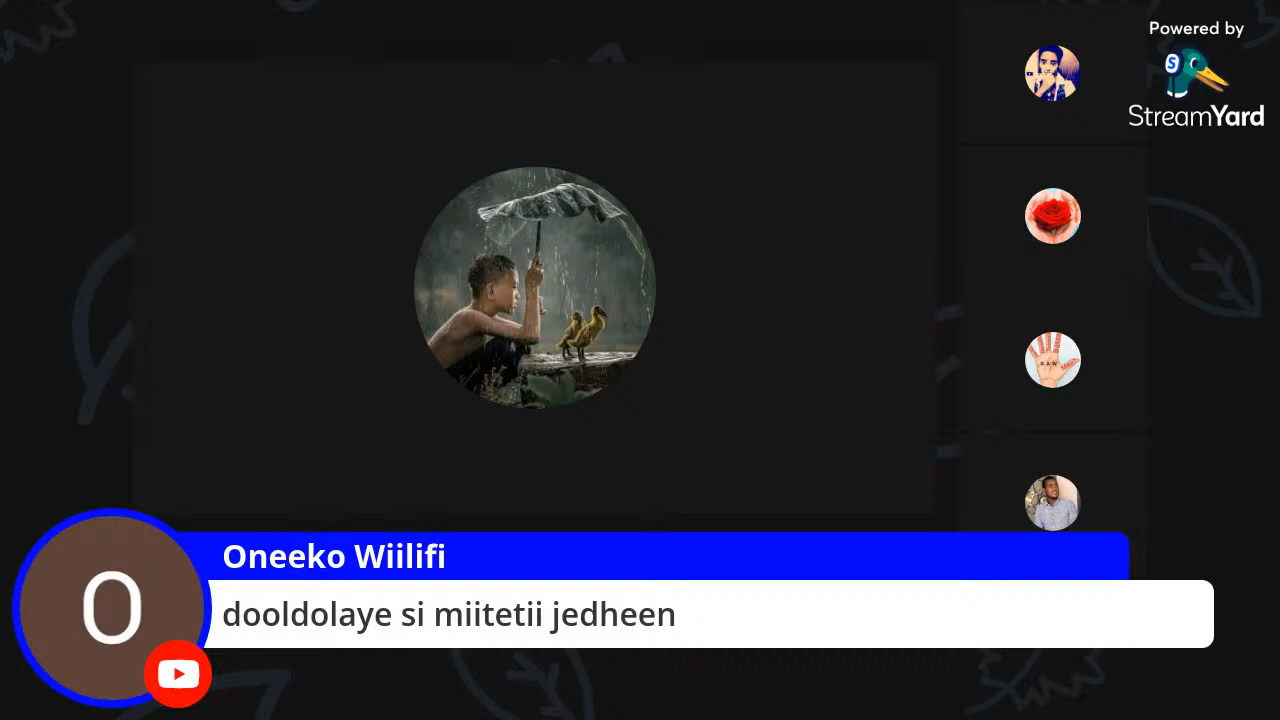 Powered by
S
StreamYard
K A W
Oneeko Wiilifi
O
dooldolaye si miitetii jedheen